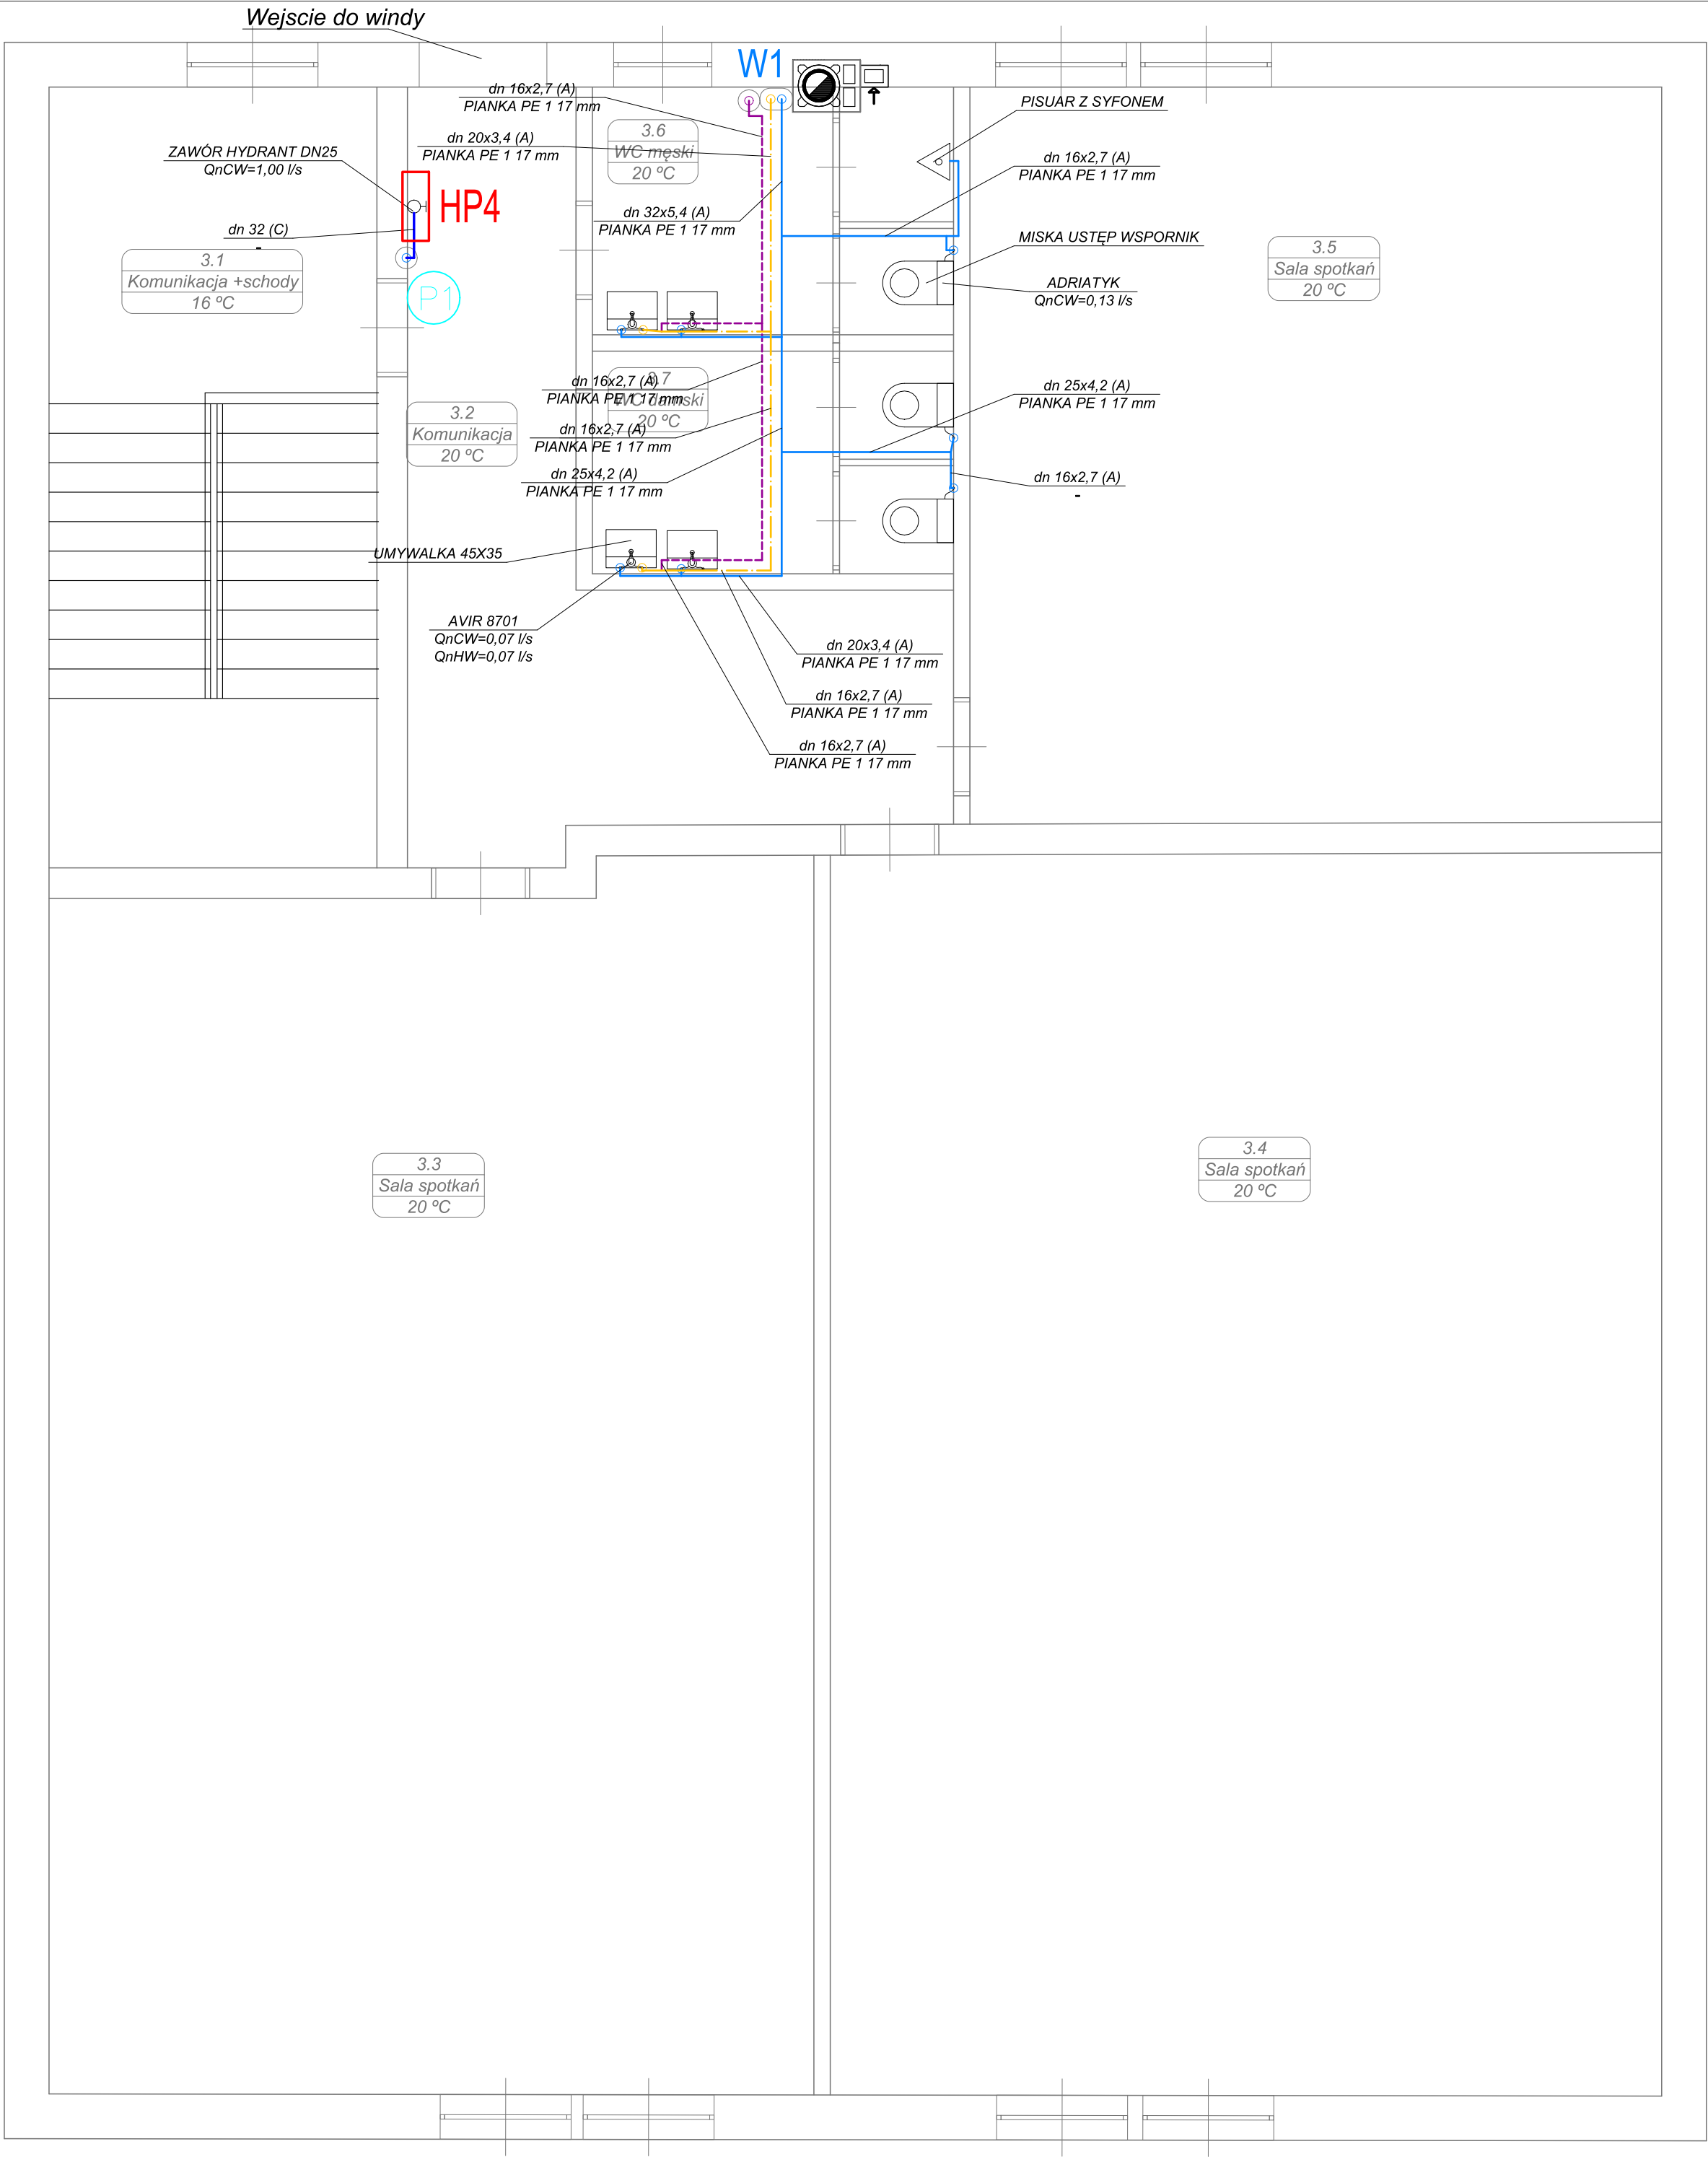 Wejscie do windy
W1
dn 16x2,7 (A)
PIANKA PE 1 17 mm
dn 20x3,4 (A)
PIANKA PE 1 17 mm
3.6
WC męski
20 ºC
PISUAR Z SYFONEM
ZAWÓR HYDRANT DN25
QnCW=1,00 l/s
HP4
dn 16x2,7 (A)
PIANKA PE 1 17 mm
dn 32 (C)
-
dn 32x5,4 (A)
PIANKA PE 1 17 mm
MISKA USTĘP WSPORNIK
3.1
Komunikacja +schody
16 ºC
P1
ADRIATYK
QnCW=0,13 l/s
3.5
Sala spotkań
20 ºC
dn 16x2,7 (A)
PIANKA PE 1 17 mm
3.7
WC damski
20 ºC
dn 25x4,2 (A)
PIANKA PE 1 17 mm
3.2
Komunikacja
20 ºC
dn 16x2,7 (A)
PIANKA PE 1 17 mm
dn 25x4,2 (A)
PIANKA PE 1 17 mm
dn 16x2,7 (A)
-
UMYWALKA 45X35
AVIR 8701
QnCW=0,07 l/s
QnHW=0,07 l/s
dn 20x3,4 (A)
PIANKA PE 1 17 mm
dn 16x2,7 (A)
PIANKA PE 1 17 mm
dn 16x2,7 (A)
PIANKA PE 1 17 mm
3.3
Sala spotkań
20 ºC
3.4
Sala spotkań
20 ºC